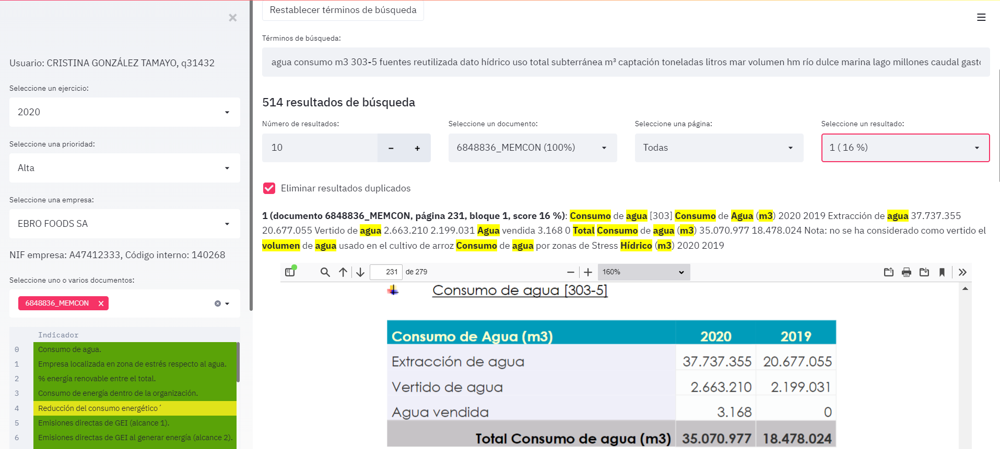 ×
Usuario: CRISTINA GONZÁLEZ TAMAYO, q31432
Seleccione un ejercicio:
2020
Seleccione una prioridad:
Alta
Seleccione una empresa:
EBRO FOODS SA
NIF empresa: A47412333, Código interno: 140268
Seleccione uno o varios documentos:
6848836_MEMCON ×
Indicador
0 Consumo de agua.
1 Empresa localizada en zona de estrés respecto al agua.
2 % energía renovable entre el total.
3 Consumo de energía dentro de la organización.
4 Reducción del consumo energético´
5 Emisiones directas de GEI (alcance 1).
6 Emisiones directas de GEI al generar energía (alcance 2).
Restablecer términos de búsqueda
Términos de búsqueda:
agua consumo m3 303-5 fuentes reutilizada dato hídrico uso total subterránea m³ captación toneladas litros mar volumen hm río dulce marina lago millones caudal gasto
514 resultados de búsqueda
Número de resultados: Seleccione un documento: Seleccione una página: Seleccione un resultado:
10 − + 6848836_MEMCON (100%) Todas 1 ( 16 %)
Eliminar resultados duplicados
1 (documento 6848836_MEMCON, página 231, bloque 1, score 16 %): Consumo de agua [303] Consumo de Agua (m3) 2020 2019 Extracción de agua 37.737.355
20.677.055 Vertido de agua 2.663.210 2.199.031 Agua vendida 3.168 0 Total Consumo de agua (m3) 35.070.977 18.478.024 Nota: no se ha considerado como vertido el
volumen de agua usado en el cultivo de arroz Consumo de agua por zonas de Stress Hídrico (m3) 2020 2019
231 de 279 160%
Consumo de agua [303-5]
Consumo de Agua (m3) 2020 2019
Extracción de agua 37.737.355 20.677.055
Vertido de agua 2.663.210 2.199.031
Agua vendida 3.168 0
Total Consumo de agua (m3) 35.070.977 18.478.024